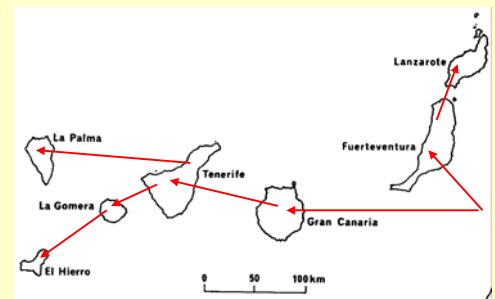 Lanzarote
La Palma
Fuerteventura
Tenerife
La Gomera
Gran Canaria
El Hierro
0 50 100km